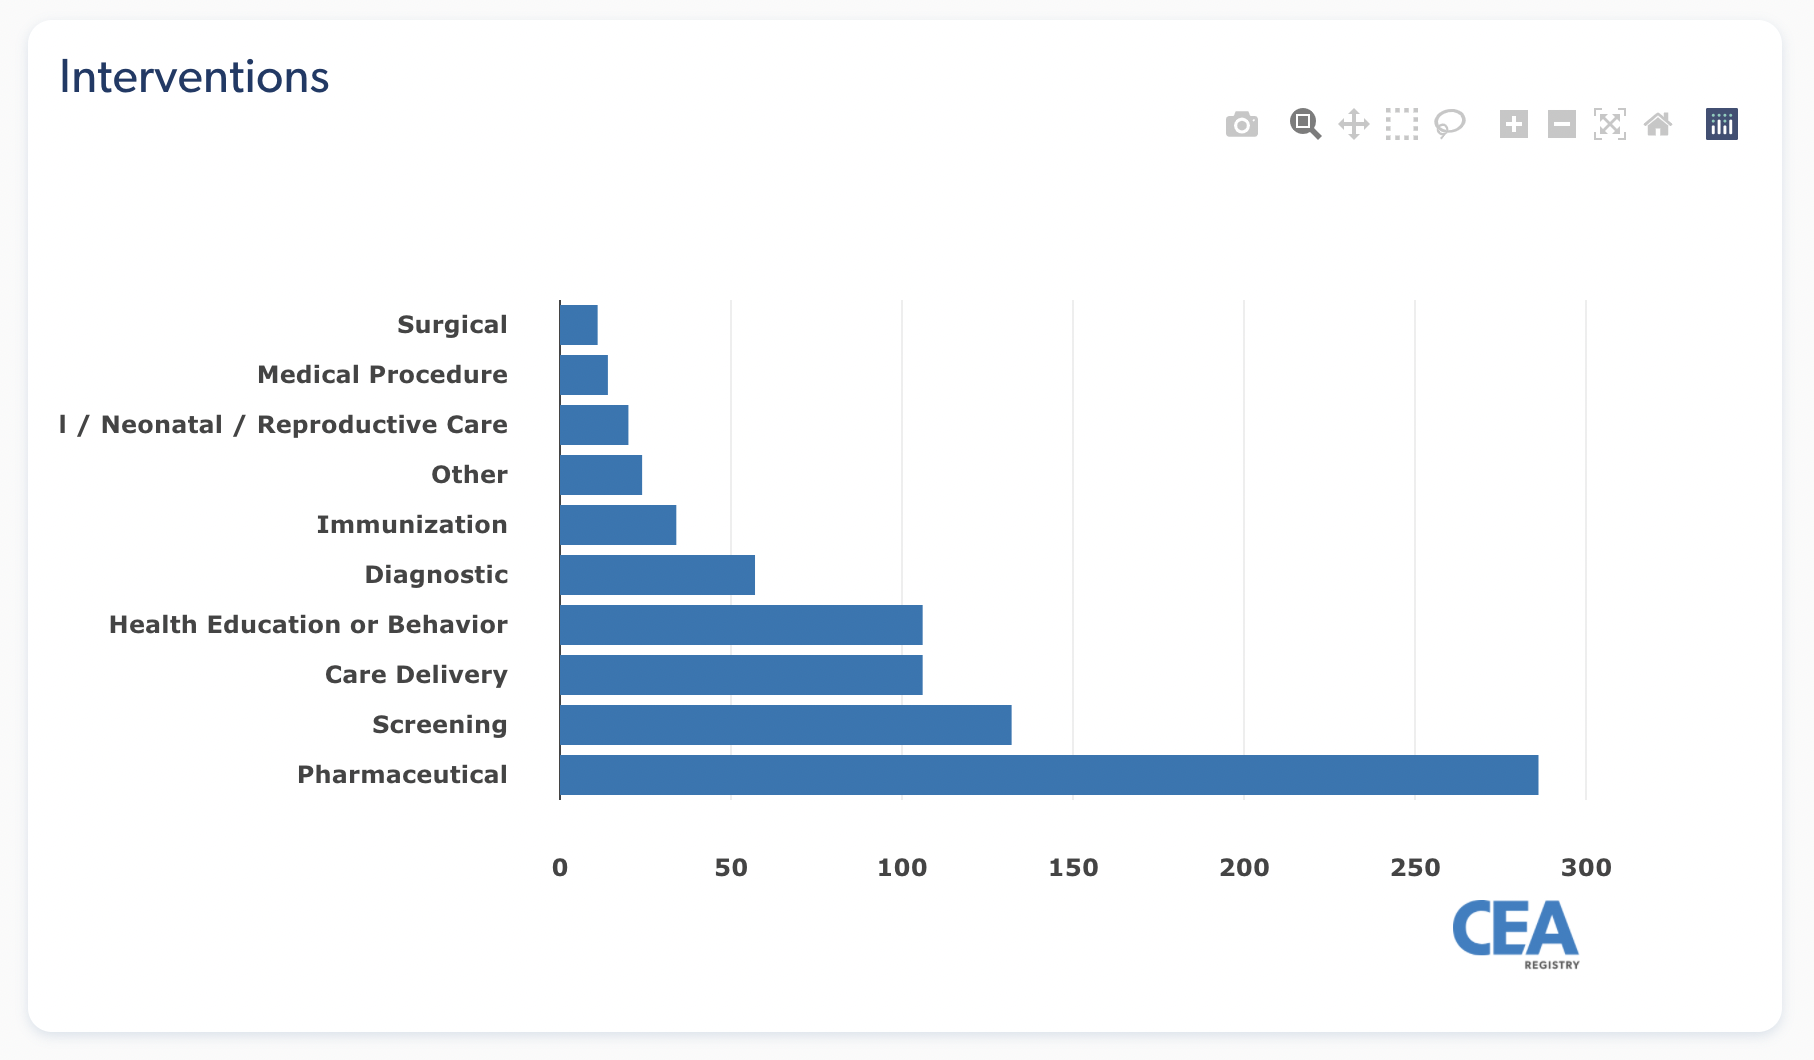 Interventions
Surgical
Medical Procedure
l / Neonatal / Reproductive Care
Other
Immunization
Diagnostic
Health Education or Behavior
Care Delivery
Screening
Pharmaceutical
0 50 100 150 200 250 300
CEA
REGISTRY